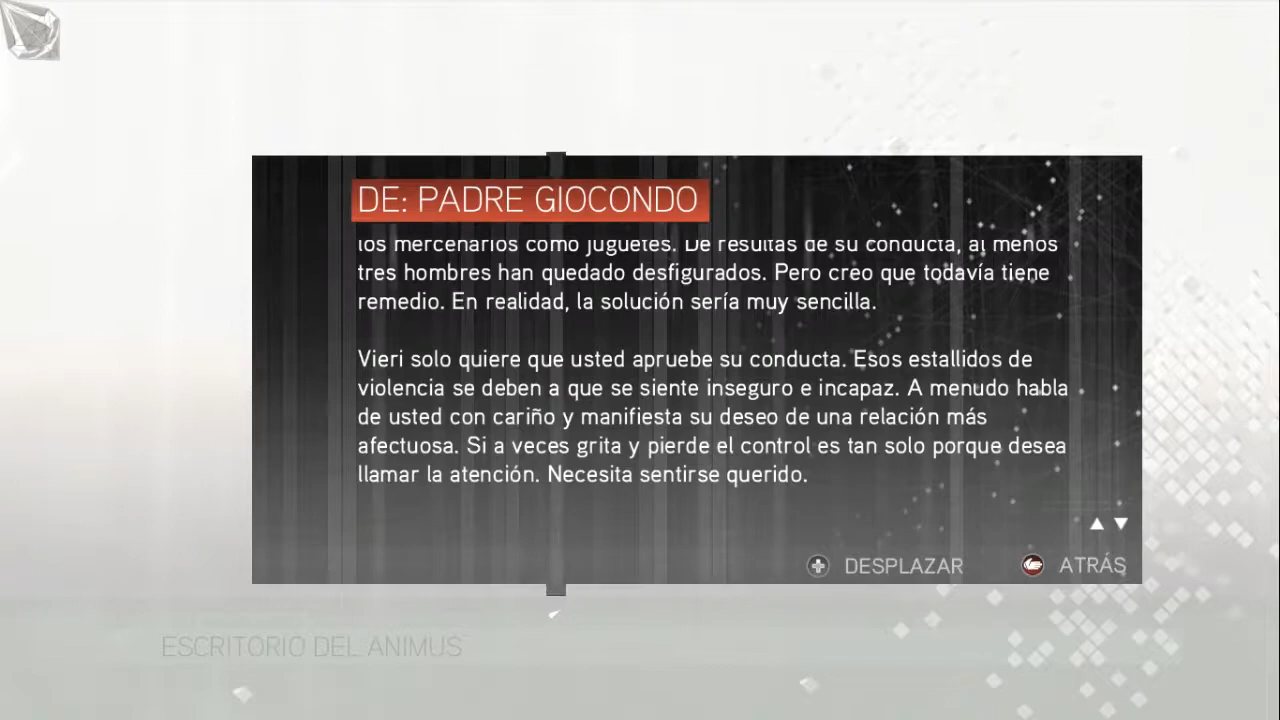 DE: PADRE GIOCONDO
los mercenarios como juguetes. De resultas de su conducta, al menos
tres hombres han quedado desfigurados. Pero creo que todavía tiene
remedio. En realidad, la solución sería muy sencilla.
Vieri solo quiere que usted apruebe su conducta. Esos estallidos de
violencia se deben a que se siente inseguro e incapaz. A menudo habla
de usted con cariño y manifiesta su deseo de una relación más
afectuosa. Si a veces grita y pierde el control es tan solo porque desea
llamar la atención. Necesita sentirse querido.
DESPLAZAR ATRÁS
ESCRITORIO DEL ANIMUS